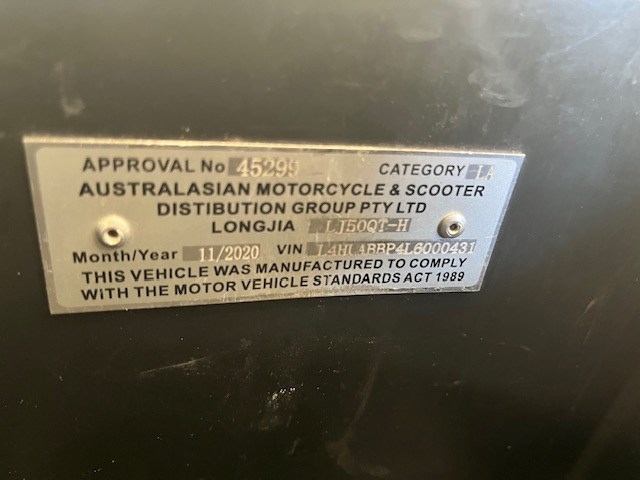 APPROVAL No 45299 CATEGORY LA
AUSTRALASIAN MOTORCYCLE & SCOOTER
DISTIBUTION GROUP PTY LTD
LONGJIA LJ50QT-H
Month/Year 11/2020 VIN
THIS VEHICLE WAS MANUFACTURED TO COMPLY
WITH THE MOTOR VEHICLE STANDARDS ACT 1989